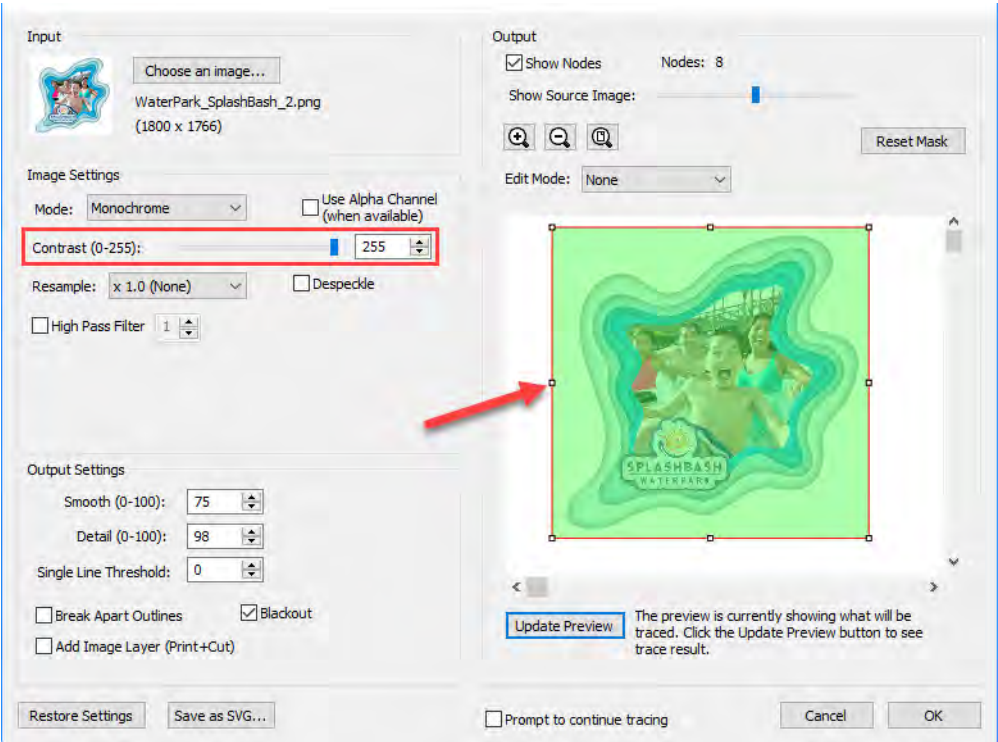 Input
Choose an image...
WaterPark_SplashBash_2.png
(1800 x 1766)
Image Settings
Mode: Monochrome
Use Alpha Channel
(when available)
Contrast (0-255): 255
Resample: x 1.0 (None)
Despeckle
High Pass Filter 1
Output Settings
Smooth (0-100): 75
Detail (0-100): 98
Single Line Threshold: 0
Break Apart Outlines
Blackout
Add Image Layer (Print+Cut)
Restore Settings
Save as SVG...
Output
Show Nodes
Nodes: 8
Show Source Image:
Reset Mask
Edit Mode: None
SPLASHBASH
WATERPARK
Update Preview
The preview is currently showing what will be
traced. Click the Update Preview button to see
trace result.
Prompt to continue tracing
Cancel
OK